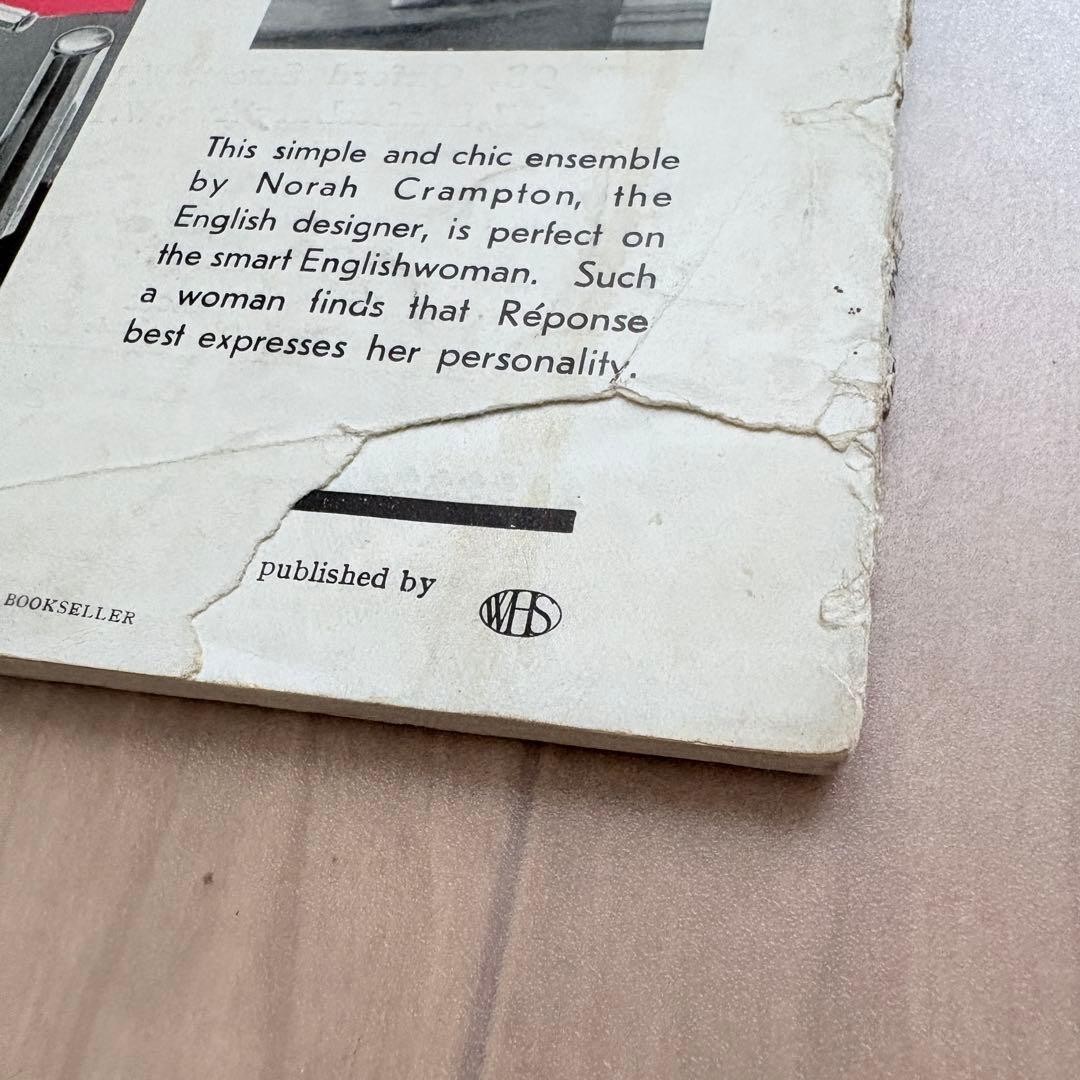 This simple and chic ensemble
by Norah Crampton, the
English designer, is perfect on
the smart Englishwoman. Such
a woman finds that Réponse
best expresses her personality.
published by
WHS
BOOKSELLER